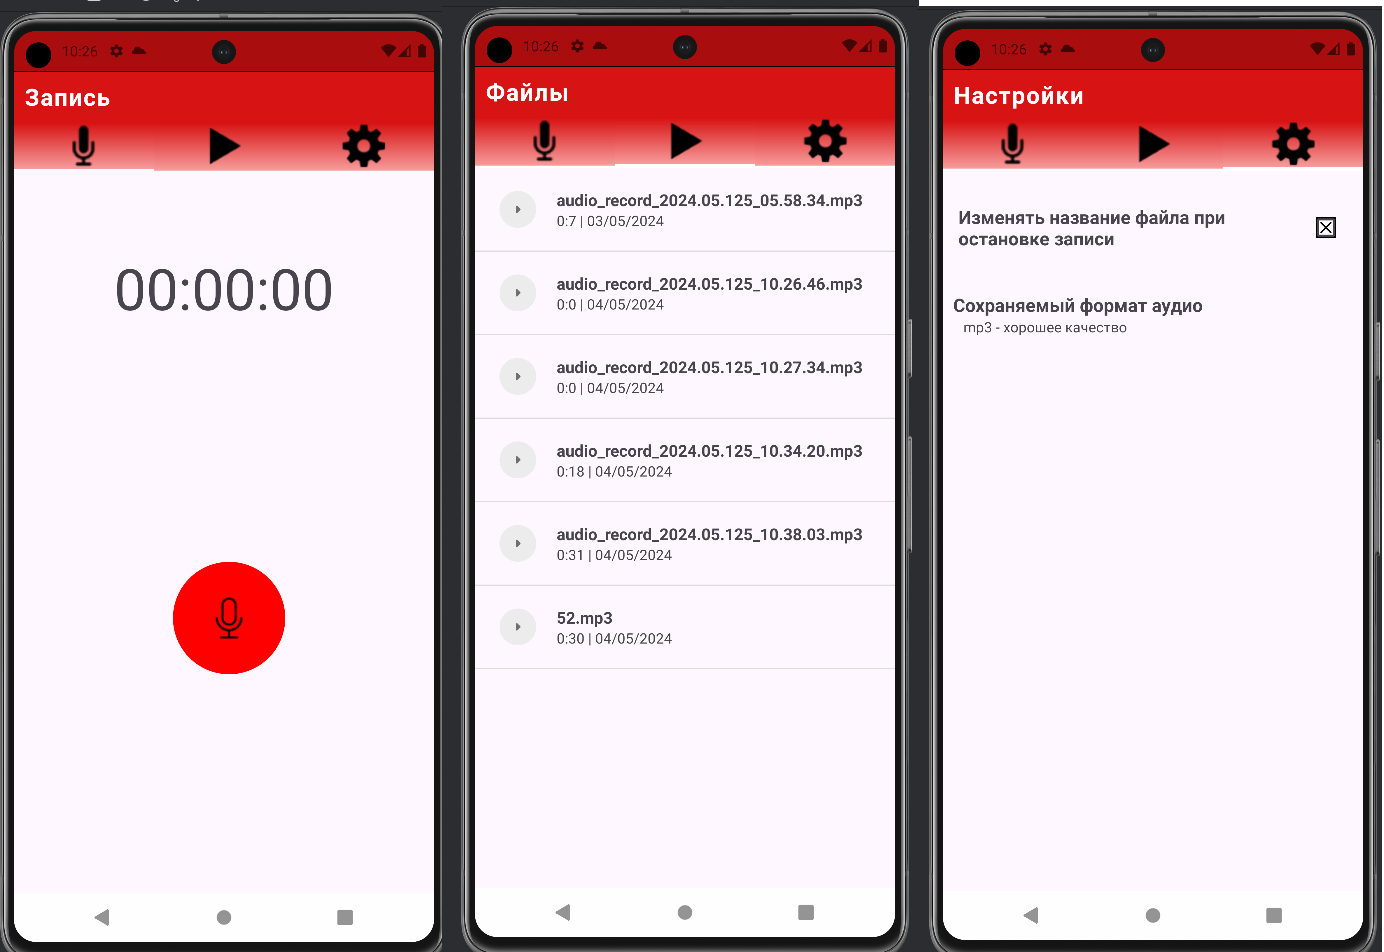 10:26
Запись
00:00:00
10:26
Файлы
audio_record_2024.05.125_05.58.34.mp3
0:7 | 03/05/2024
audio_record_2024.05.125_10.26.46.mp3
0:0 | 04/05/2024
audio_record_2024.05.125_10.27.34.mp3
0:0 | 04/05/2024
audio_record_2024.05.125_10.34.20.mp3
0:18 | 04/05/2024
audio_record_2024.05.125_10.38.03.mp3
0:31 | 04/05/2024
52.mp3
0:30 | 04/05/2024
10:26
Настройки
Изменять название файла при
остановке записи
Сохраняемый формат аудио
mp3 - хорошее качество